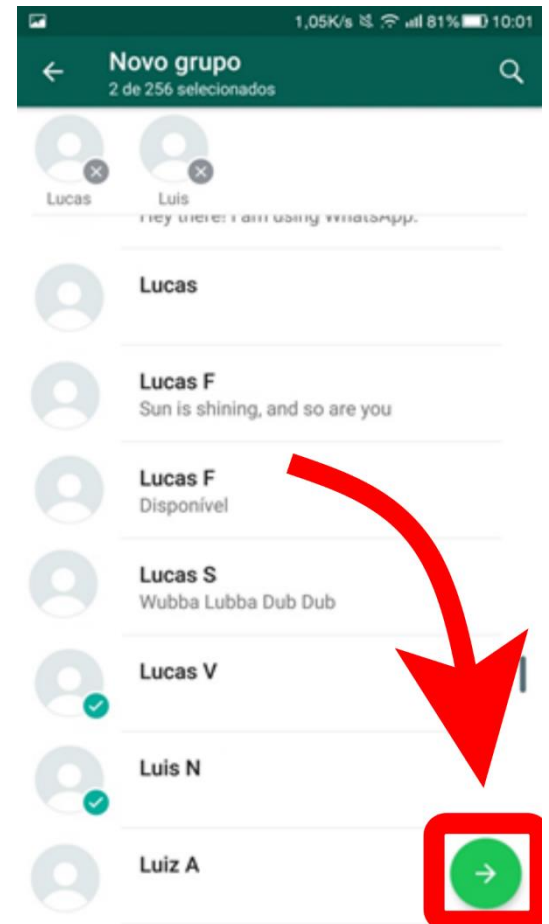 1,05K/s 81% 10:01
Novo grupo
2 de 256 selecionados
Lucas Luis
Hey there! I am using WhatsApp.
Lucas
Lucas F
Sun is shining, and so are you
Lucas F
Disponível
Lucas S
Wubba Lubba Dub Dub
Lucas V
Luis N
Luiz A